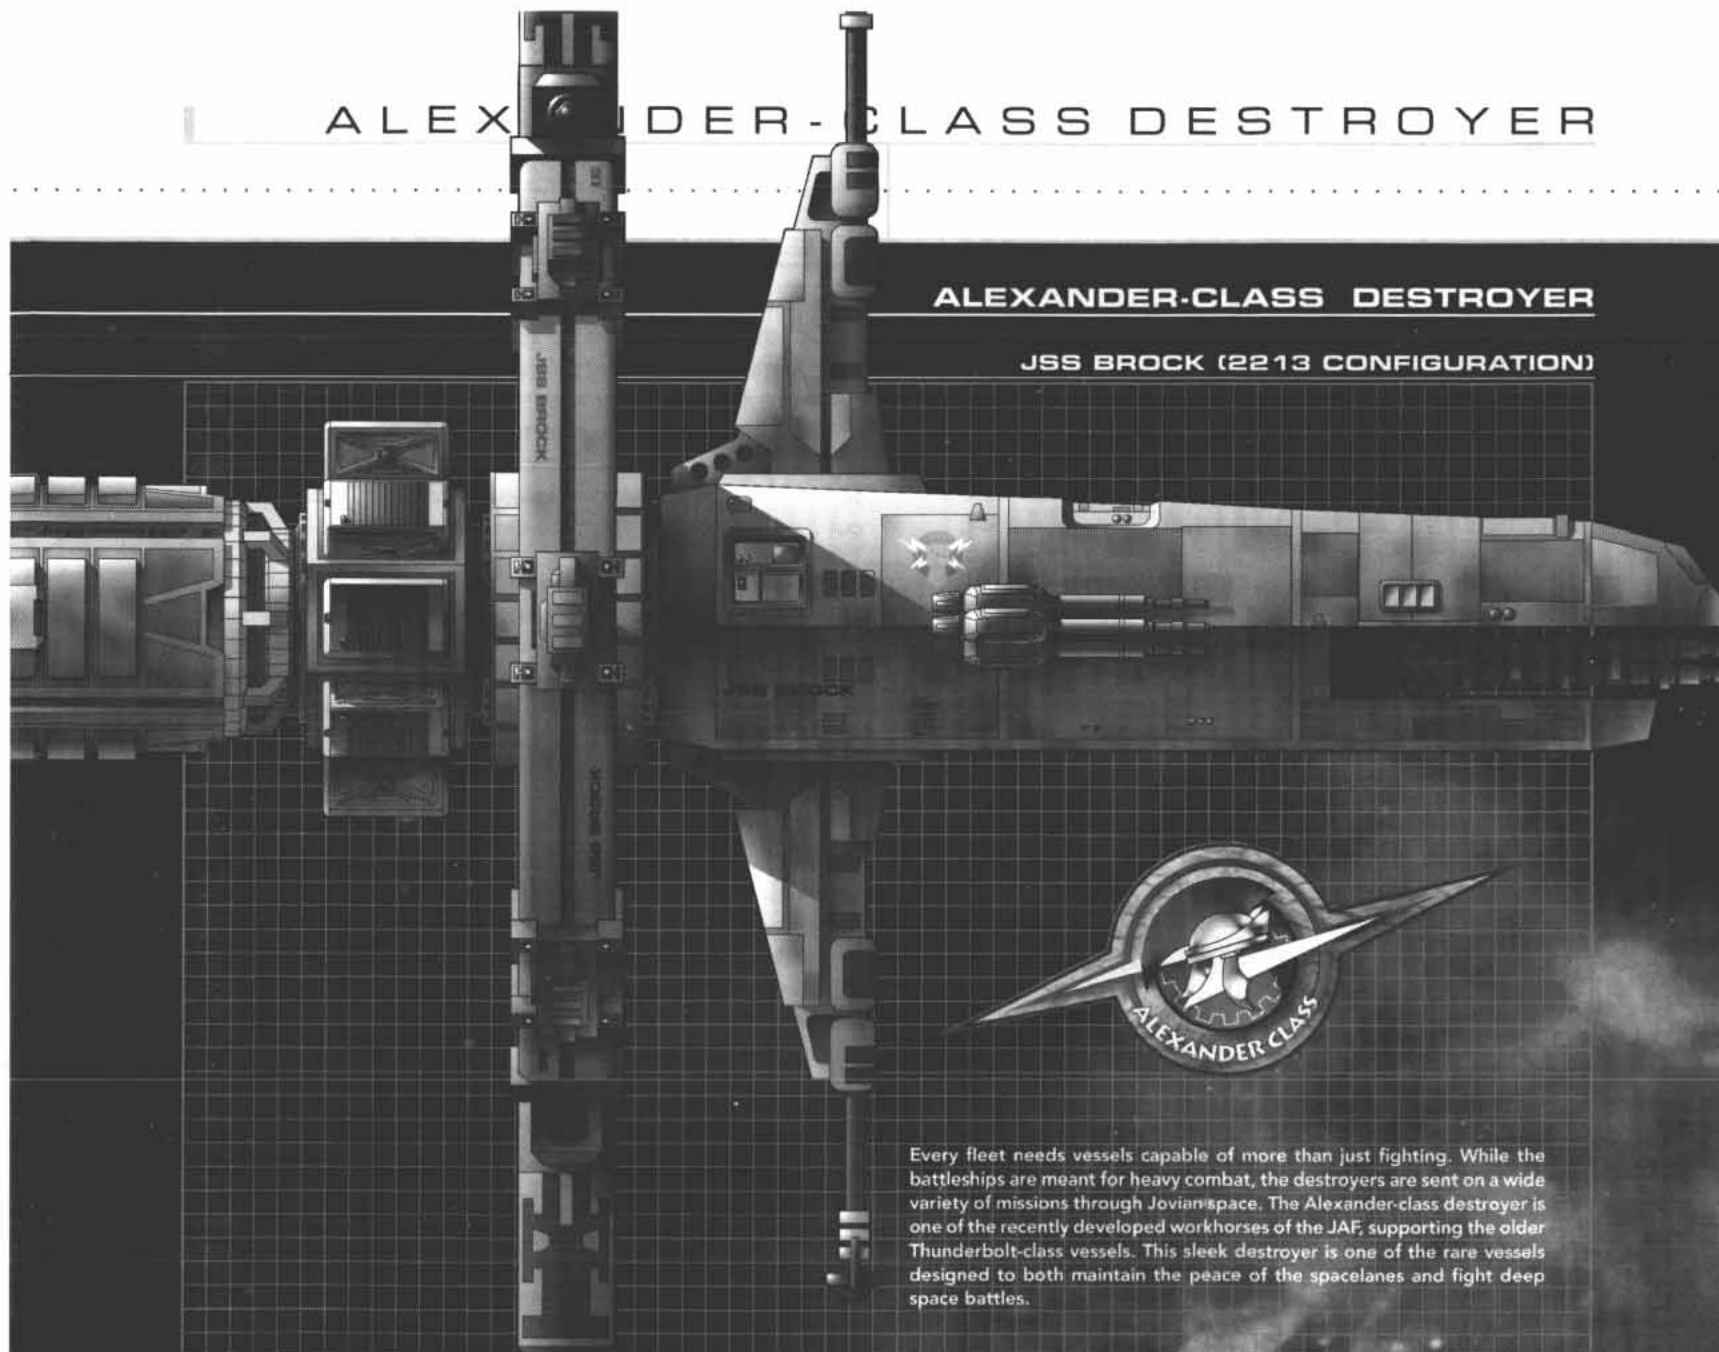 ALEXANDER-CLASS DESTROYER
ALEXANDER-CLASS DESTROYER
JSS BROCK (2213 CONFIGURATION)
JSS BROCK
JSS BROCK
JSS BROCK
ALEXANDER CLASS
Every fleet needs vessels capable of more than just fighting. While the
battleships are meant for heavy combat, the destroyers are sent on a wide
variety of missions through Jovian space. The Alexander-class destroyer is
one of the recently developed workhorses of the JAF, supporting the older
Thunderbolt-class vessels. This sleek destroyer is one of the rare vessels
designed to both maintain the peace of the spacelanes and fight deep
space battles.